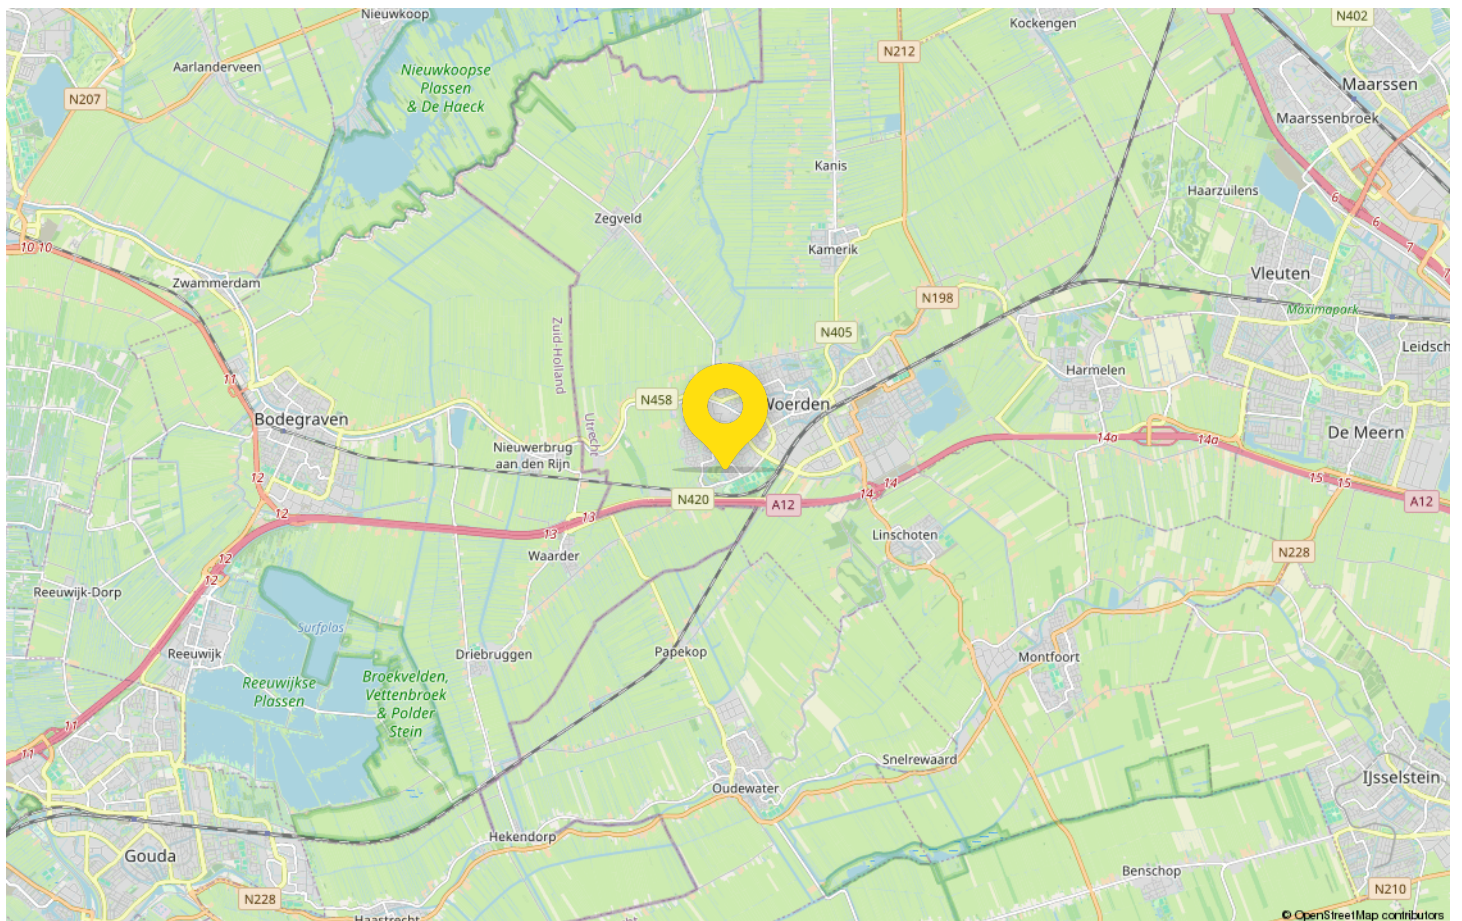 Nieuwkoop
Kockengen
N402
Aarlanderveen
N212
Nieuwkoopse
Plassen
& De Haeck
N207
Maarssen
Maarssenbroek
Kanis
Haarzuilens
6
6
7
Zegveld
Kamerik
10 10
Zwammerdam
Vleuten
N198
Máximapark
N405
Zuid-Holland
Utrecht
Leidsch
Harmelen
11
N458
Woerden
Bodegraven
De Meern
14a
14a
Nieuwerbrug
aan den Rijn
12
N420
A12
14
14
15
15
A12
12
13
13
Linschoten
Waarder
N228
12
12
Reeuwijk-Dorp
Surfplas
Reeuwijk
Driebruggen
Papekop
Montfoort
Reeuwijkse
Plassen
Broekvelden,
Vettenbroek
& Polder
Stein
11
11
Snelrewaard
IJsselstein
Oudewater
Hekendorp
Gouda
Benschop
N228
N210
Haastrecht
© OpenStreetMap contributors